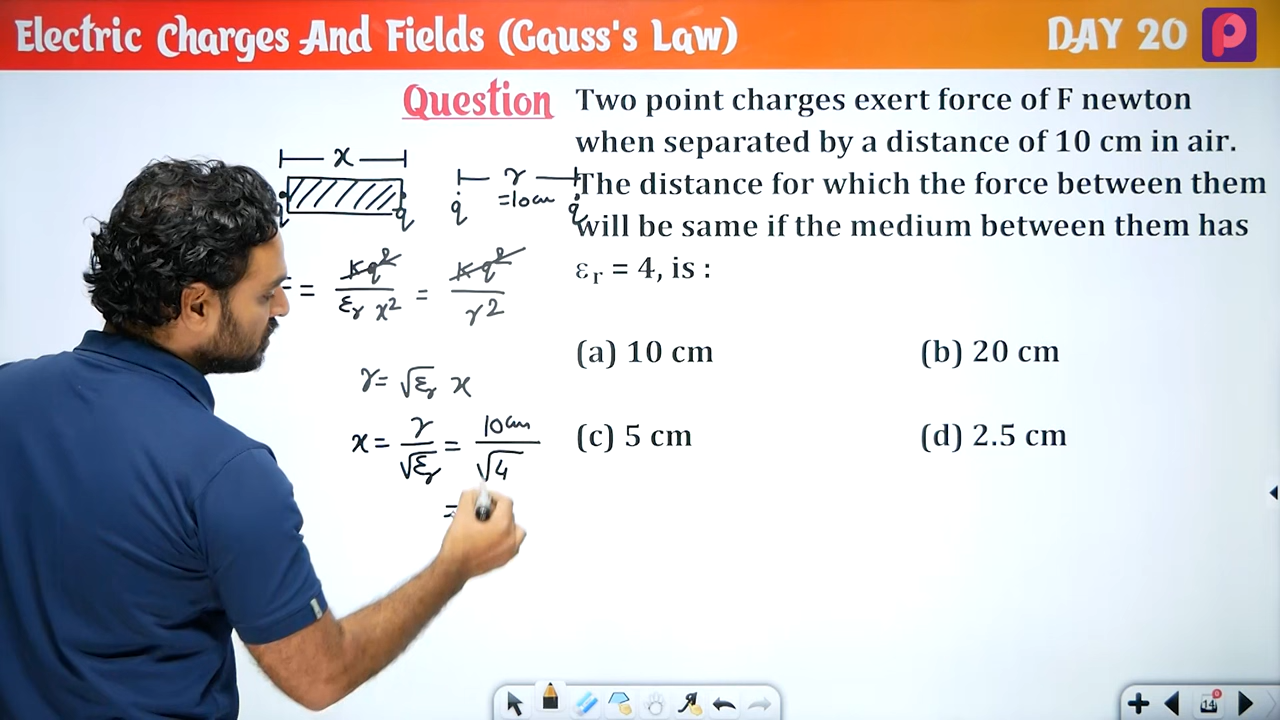 Electric Charges And Fields (Gauss's Law)
DAY 20
Question
Two point charges exert force of F newton
when separated by a distance of 10 cm in air.
The distance for which the force between them
will be same if the medium between them has
ε r = 4, is :
(a) 10 cm
(b) 20 cm
(c) 5 cm
(d) 2.5 cm
x
q q
r
=10cm
q q
= Kq² / εr x² = Kq² / r²
r = √εr x
x = r / √εr = 10cm / √4
=
14